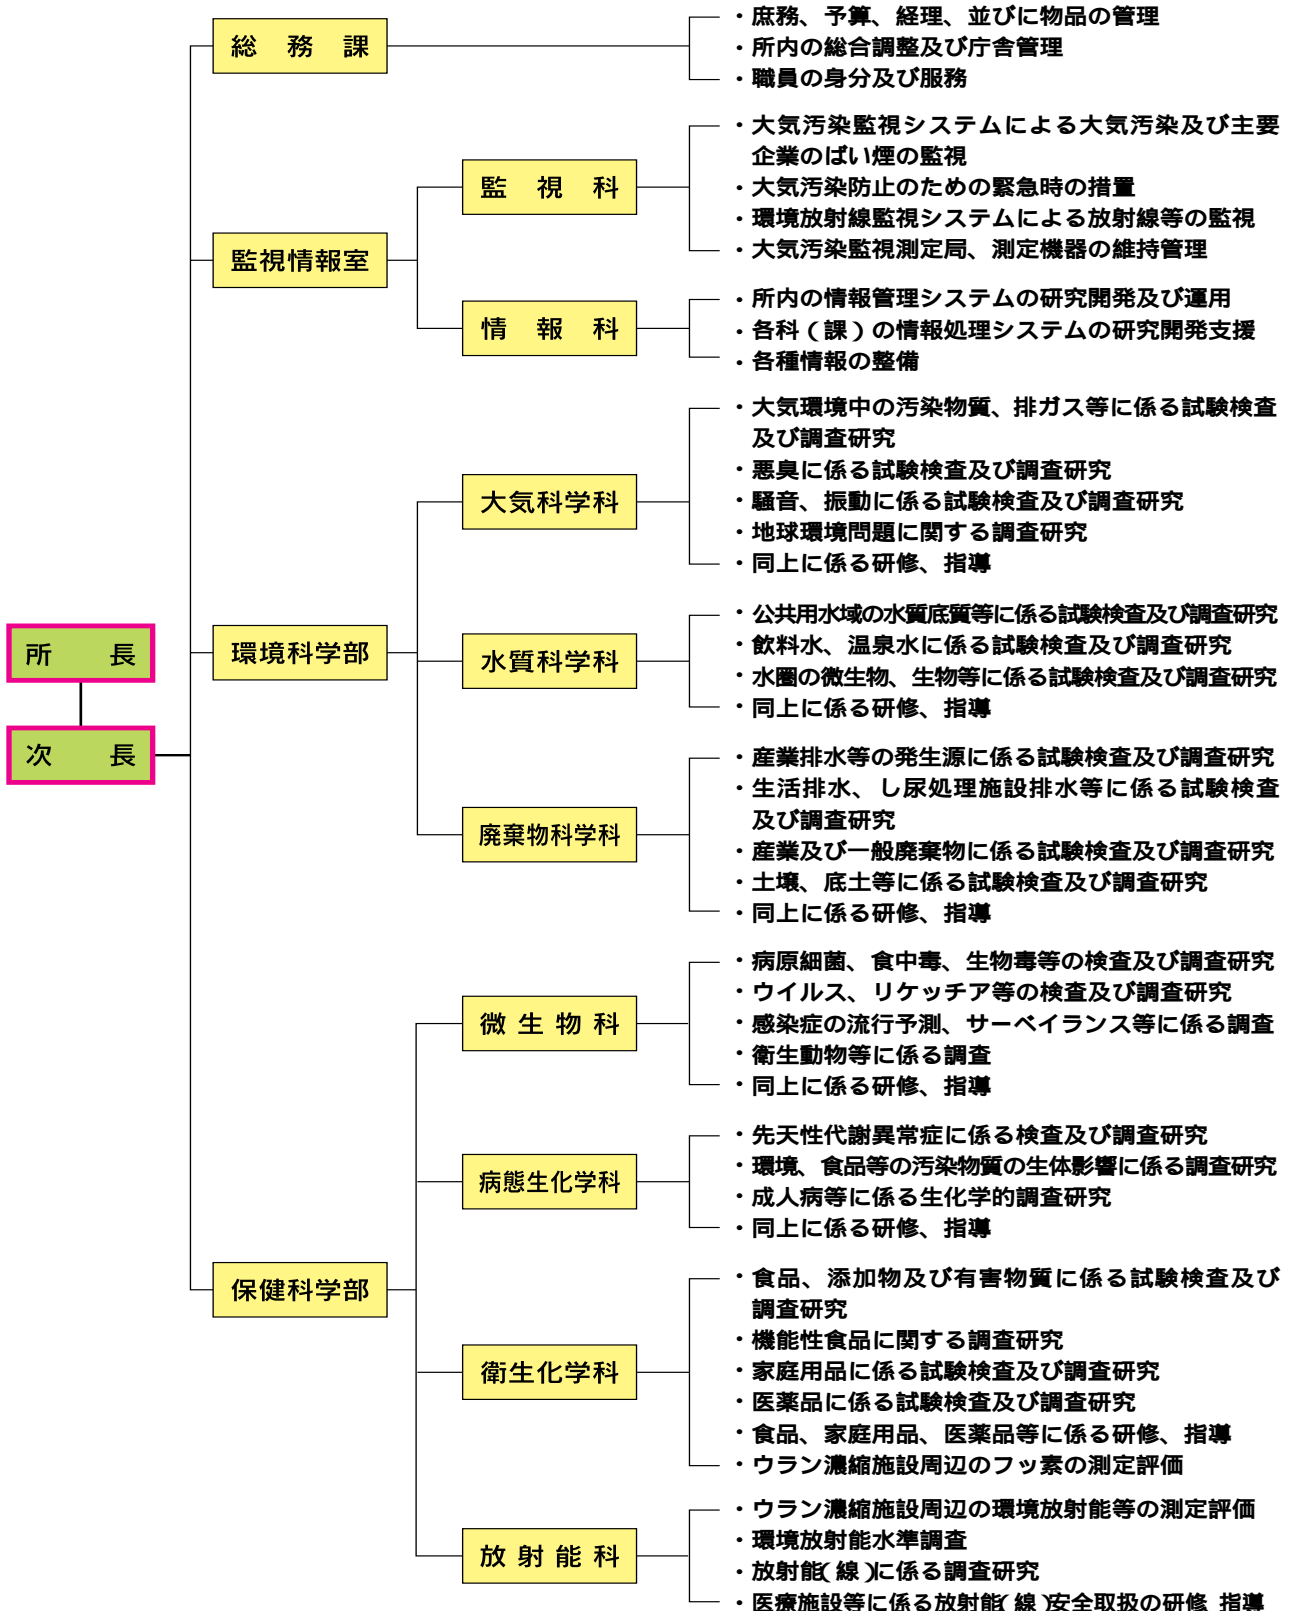 所　長
次　長
総　務　課
・庶務、予算、経理、並びに物品の管理
・所内の総合調整及び庁舎管理
・職員の身分及び服務
監視情報室
監　視　科
・大気汚染監視システムによる大気汚染及び主要
企業のばい煙の監視
・大気汚染防止のための緊急時の措置
・環境放射線監視システムによる放射線等の監視
・大気汚染監視測定局、測定機器の維持管理
情　報　科
・所内の情報管理システムの研究開発及び運用
・各科（課）の情報処理システムの研究開発支援
・各種情報の整備
環境科学部
大気科学科
・大気環境中の汚染物質、排ガス等に係る試験検査
及び調査研究
・悪臭に係る試験検査及び調査研究
・騒音、振動に係る試験検査及び調査研究
・地球環境問題に関する調査研究
・同上に係る研修、指導
水質科学科
・公共用水域の水質底質等に係る試験検査及び調査研究
・飲料水、温泉水に係る試験検査及び調査研究
・水圏の微生物、生物等に係る試験検査及び調査研究
・同上に係る研修、指導
廃棄物科学科
・産業排水等の発生源に係る試験検査及び調査研究
・生活排水、し尿処理施設排水等に係る試験検査
及び調査研究
・産業及び一般廃棄物に係る試験検査及び調査研究
・土壌、底土等に係る試験検査及び調査研究
・同上に係る研修、指導
保健科学部
微生物科
・病原細菌、食中毒、生物毒等の検査及び調査研究
・ウイルス、リケッチア等の検査及び調査研究
・感染症の流行予測、サーベイランス等に係る調査
・衛生動物等に係る調査
・同上に係る研修、指導
病態生化学科
・先天性代謝異常症に係る検査及び調査研究
・環境、食品等の汚染物質の生体影響に係る調査研究
・成人病等に係る生化学的調査研究
・同上に係る研修、指導
衛生化学科
・食品、添加物及び有害物質に係る試験検査及び
調査研究
・機能性食品に関する調査研究
・家庭用品に係る試験検査及び調査研究
・医薬品に係る試験検査及び調査研究
・食品、家庭用品、医薬品等に係る研修、指導
・ウラン濃縮施設周辺のフッ素の測定評価
放射能科
・ウラン濃縮施設周辺の環境放射能等の測定評価
・環境放射能水準調査
・放射能（線）に係る調査研究
・医療施設等に係る放射能（線）安全取扱の研修、指導